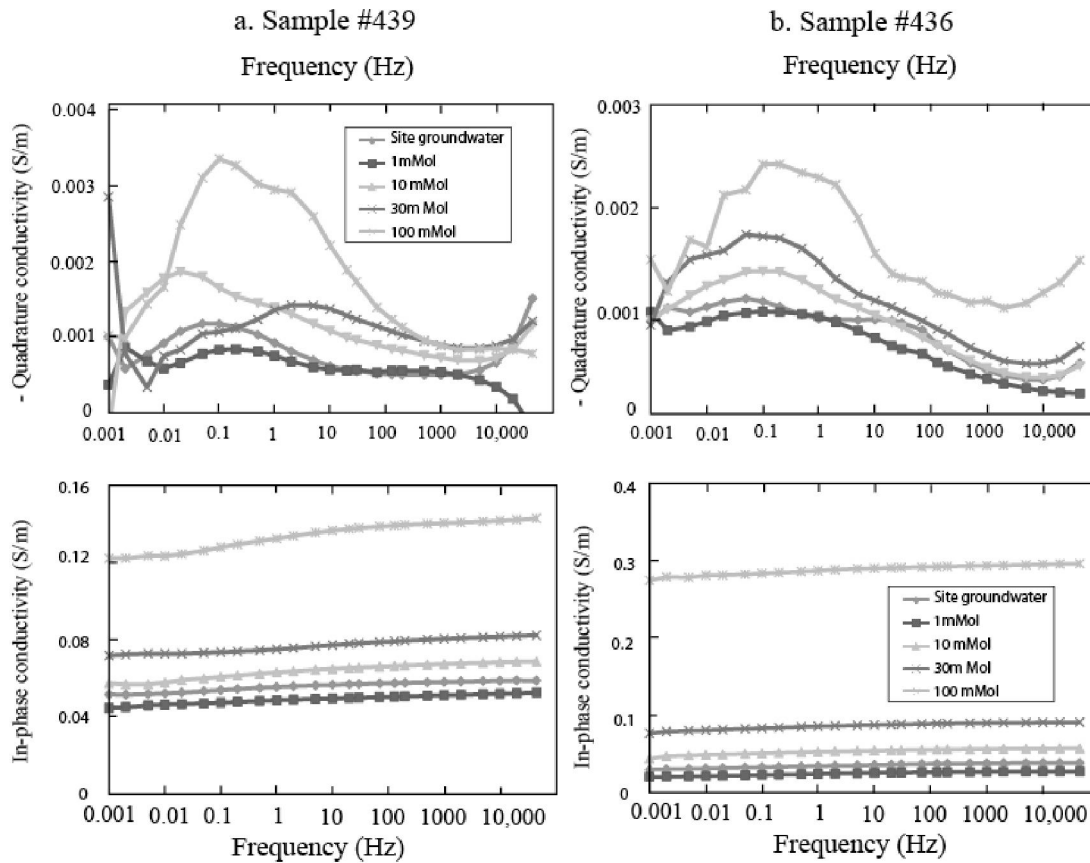 a. Sample #439
Frequency (Hz)
- Quadrature conductivity (S/m)
0.004
0.003
0.002
0.001
0
Site groundwater
1mMol
10 mMol
30m Mol
100 mMol
0.001 0.01 0.1 1 10 100 1000 10,000
b. Sample #436
Frequency (Hz)
- Quadrature conductivity (S/m)
0.003
0.002
0.001
0
0.001 0.01 0.1 1 10 100 1000 10,000
In-phase conductivity (S/m)
0.16
0.12
0.08
0.04
0
0.001 0.01 0.1 1 10 100 1000 10,000
Frequency (Hz)
In-phase conductivity (S/m)
0.4
0.3
0.2
0.1
0
Site groundwater
1mMol
10 mMol
30m Mol
100 mMol
0.001 0.01 0.1 1 10 100 1000 10,000
Frequency (Hz)